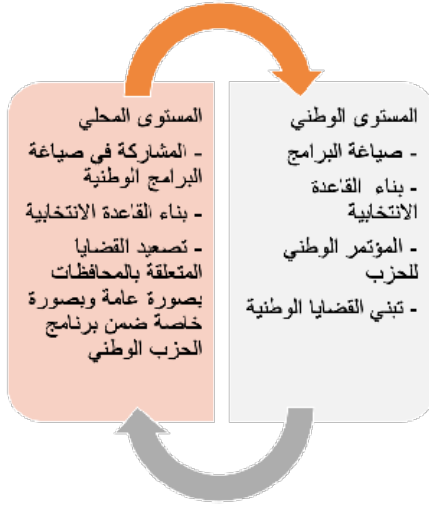 المستوى الوطني
- صياغة البرامج
- بناء القاعدة
الانتخابية
- المؤتمر الوطني
للحزب
- تبني القضايا الوطنية
المستوى المحلي
- المشاركة في صياغة
البرامج الوطنية
- بناء القاعدة الانتخابية
- تصعيد القضايا
المتعلقة بالمحافظات
بصورة عامة وبصورة
خاصة ضمن برنامج
الحزب الوطني